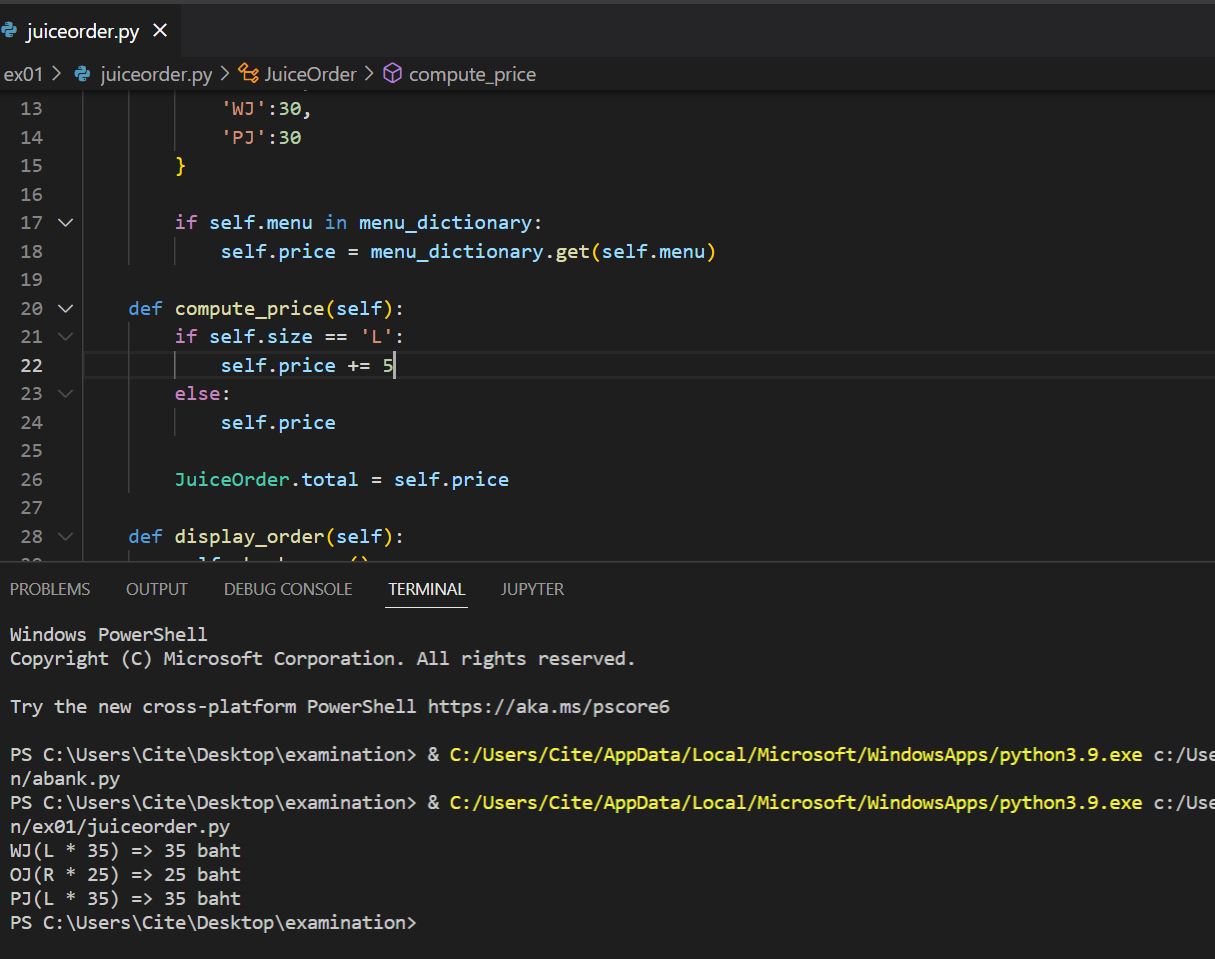 juiceorder.py
ex01 > juiceorder.py > JuiceOrder > compute_price
13 'WJ':30,
14 'PJ':30
15 }
16
17 if self.menu in menu_dictionary:
18 self.price = menu_dictionary.get(self.menu)
19
20 def compute_price(self):
21 if self.size == 'L':
22 self.price += 5
23 else:
24 self.price
25
26 JuiceOrder.total = self.price
27
28 def display_order(self):
PROBLEMS OUTPUT DEBUG CONSOLE TERMINAL JUPYTER
Windows PowerShell
Copyright (C) Microsoft Corporation. All rights reserved.
Try the new cross-platform PowerShell https://aka.ms/pscore6
PS C:\Users\Cite\Desktop\examination> & C:/Users/Cite/AppData/Local/Microsoft/WindowsApps/python3.9.exe c:/Use
n/abank.py
PS C:\Users\Cite\Desktop\examination> & C:/Users/Cite/AppData/Local/Microsoft/WindowsApps/python3.9.exe c:/Use
n/ex01/juiceorder.py
WJ(L * 35) => 35 baht
OJ(R * 25) => 25 baht
PJ(L * 35) => 35 baht
PS C:\Users\Cite\Desktop\examination>